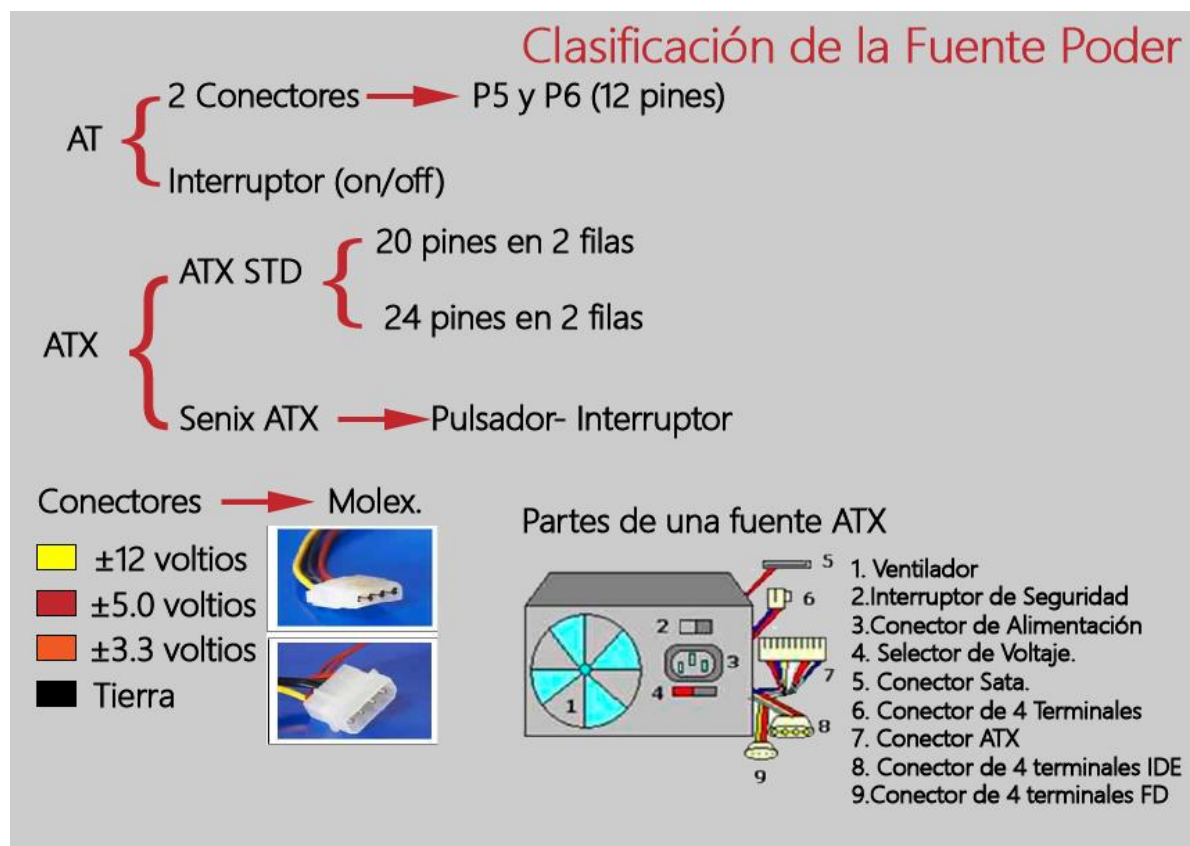 Clasificación de la Fuente Poder
2 Conectores P5 y P6 (12 pines)
AT
Interruptor (on/off)
20 pines en 2 filas
ATX STD
24 pines en 2 filas
ATX
Senix ATX Pulsador- Interruptor
Conectores Molex.
±12 voltios
±5.0 voltios
±3.3 voltios
Tierra
Partes de una fuente ATX
1
2
3
4
5
6
7
8
9
1. Ventilador
2.Interruptor de Seguridad
3.Conector de Alimentación
4. Selector de Voltaje.
5. Conector Sata.
6. Conector de 4 Terminales
7. Conector ATX
8. Conector de 4 terminales IDE
9.Conector de 4 terminales FD